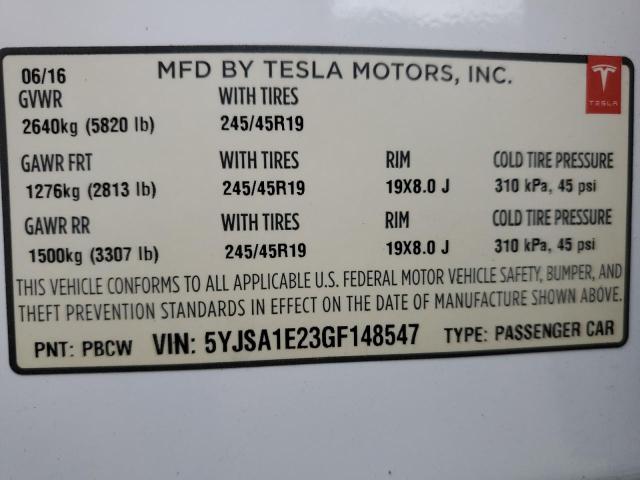 06/16 MFD BY TESLA MOTORS, INC.
TESLA
GVWR WITH TIRES
2640kg (5820 lb) 245/45R19
GAWR FRT WITH TIRES RIM COLD TIRE PRESSURE
1276kg (2813 lb) 245/45R19 19X8.0 J 310 kPa, 45 psi
GAWR RR WITH TIRES RIM COLD TIRE PRESSURE
1500kg (3307 lb) 245/45R19 19X8.0 J 310 kPa, 45 psi
THIS VEHICLE CONFORMS TO ALL APPLICABLE U.S. FEDERAL MOTOR VEHICLE SAFETY, BUMPER, AND
THEFT PREVENTION STANDARDS IN EFFECT ON THE DATE OF MANUFACTURE SHOWN ABOVE.
PNT: PBCW VIN: 5YJSA1E23GF148547 TYPE: PASSENGER CAR